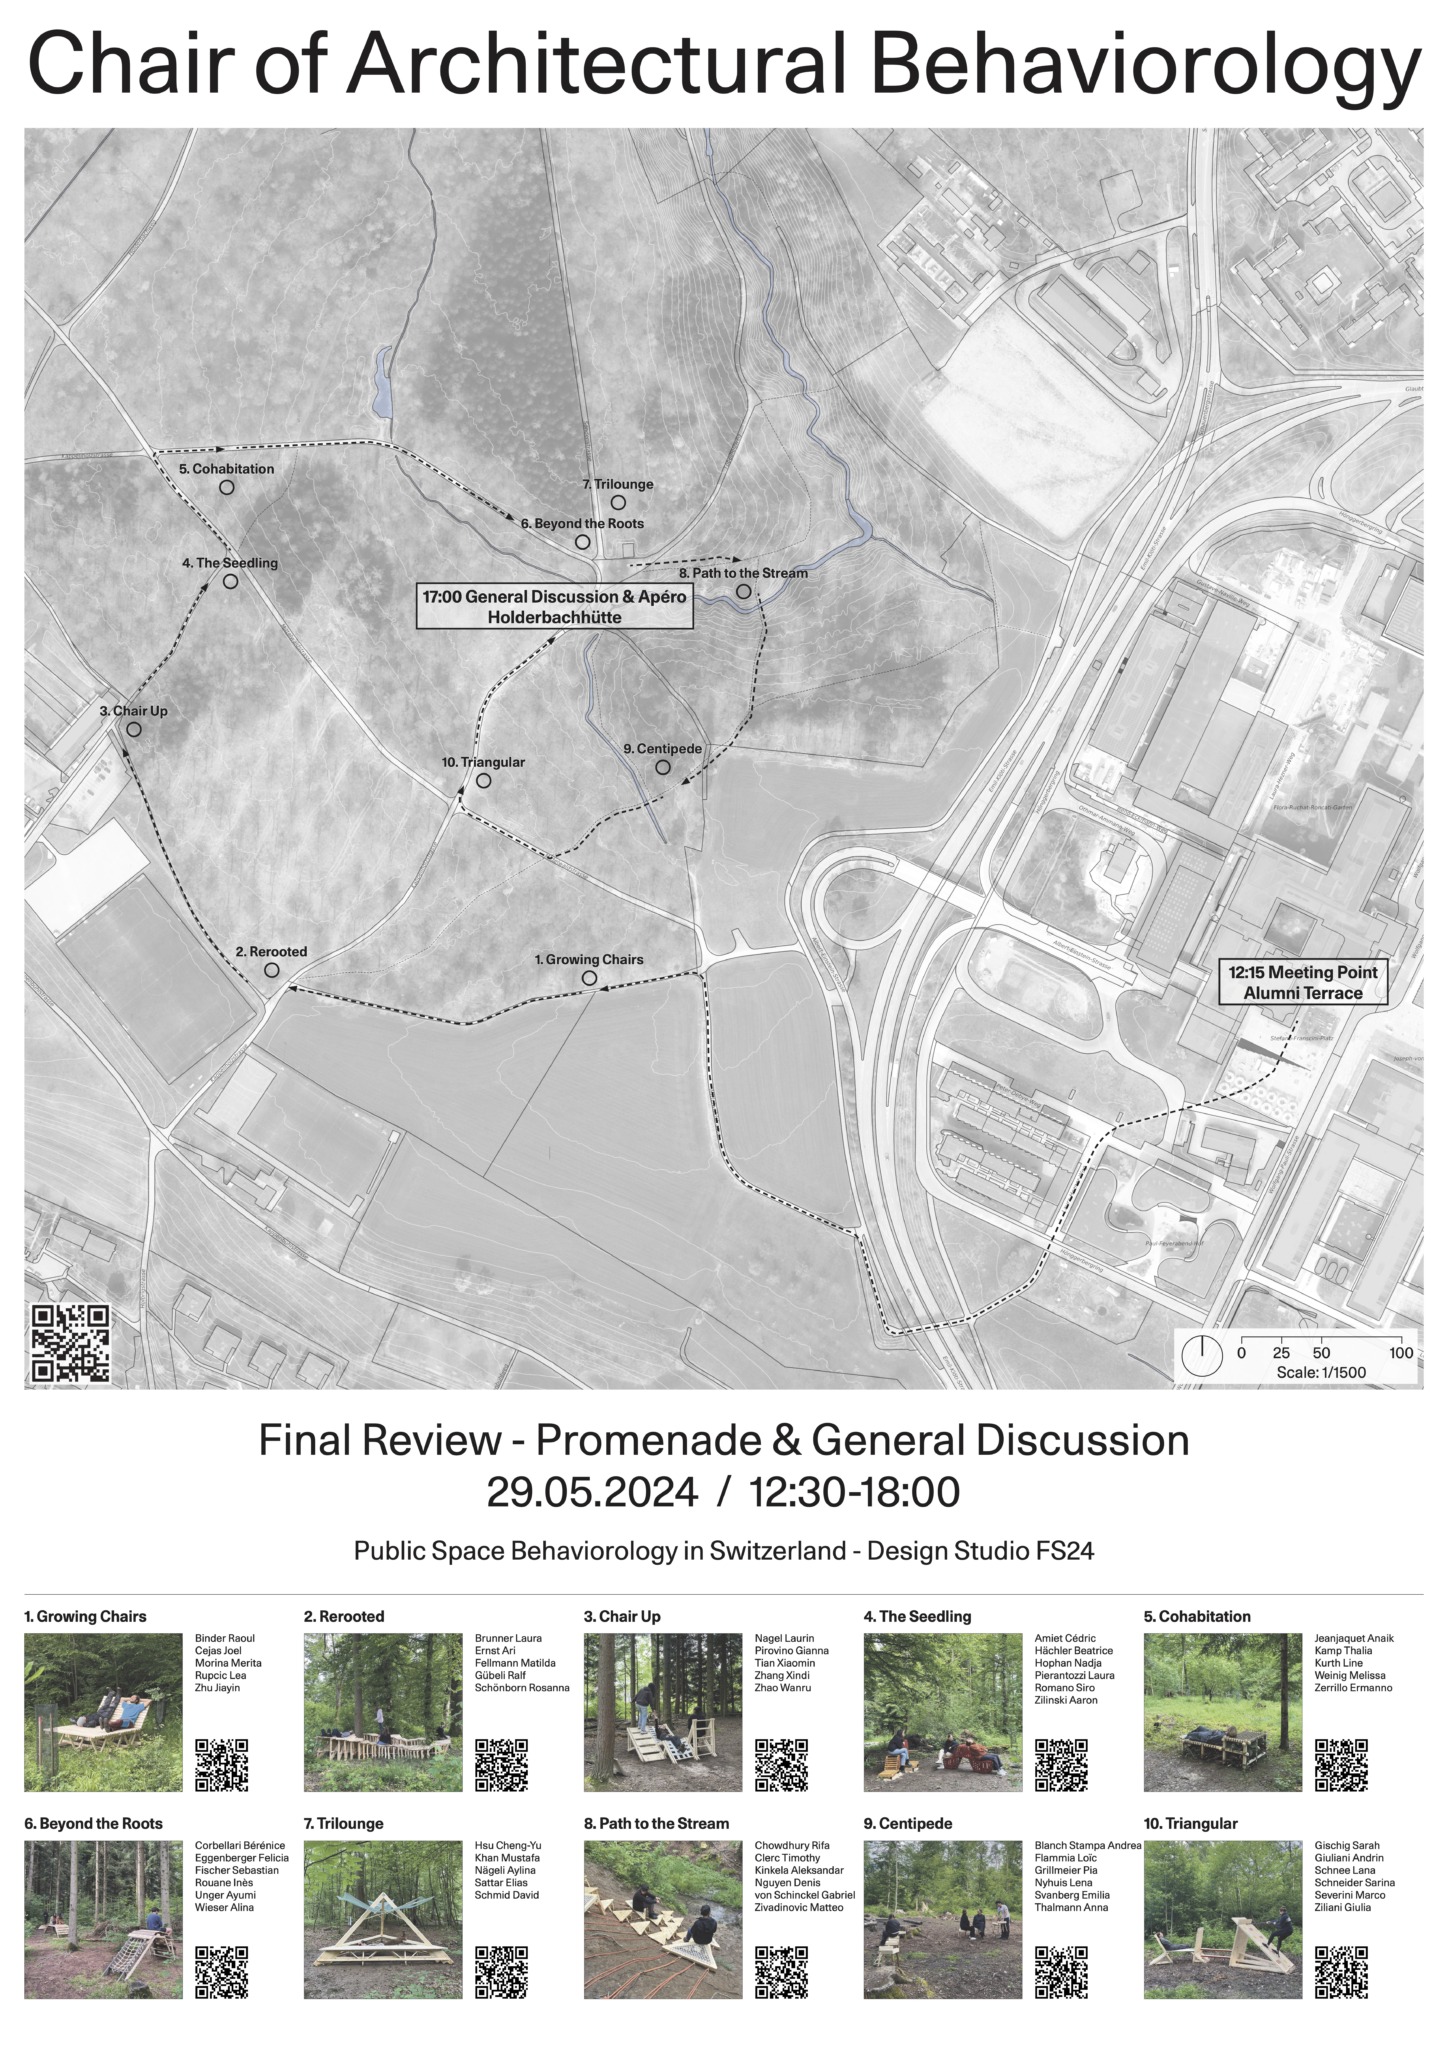 Chair of Architectural Behaviorology
5. Cohabitation
7. Trilounge
6. Beyond the Roots
4. The Seedling
8. Path to the Stream
17:00 General Discussion & Apéro
Holderbachhütte
3. Chair Up
9. Centipede
10. Triangular
2. Rerooted
1. Growing Chairs
12:15 Meeting Point
Alumni Terrace
Stefano-Franscini-Platz
Albert-Einstein-Strasse
Hönggerbergring
0 25 50 100
Scale: 1/1500
Final Review - Promenade & General Discussion
29.05.2024 / 12:30-18:00
Public Space Behaviorology in Switzerland - Design Studio FS24
1. Growing Chairs
Binder Raoul
Cejas Joel
Morina Merita
Rupcic Lea
Zhu Jiayin
2. Rerooted
Brunner Laura
Ernst Ari
Fellmann Matilda
Gübeli Ralf
Schönborn Rosanna
3. Chair Up
Nagel Laurin
Pirovino Gianna
Tian Xiaomin
Zhang Xindi
Zhao Wanru
4. The Seedling
Amiet Cédric
Hächler Beatrice
Hophan Nadja
Pierantozzi Laura
Romano Siro
Zilinski Aaron
5. Cohabitation
Jeanjaquet Anaik
Kamp Thalia
Kurth Line
Weinig Melissa
Zerrillo Ermanno
6. Beyond the Roots
Corbellari Bérénice
Eggenberger Felicia
Fischer Sebastian
Rouane Inès
Unger Ayumi
Wieser Alina
7. Trilounge
Hsu Cheng-Yu
Khan Mustafa
Nägeli Aylina
Sattar Elias
Schmid David
8. Path to the Stream
Chowdhury Rifa
Clerc Timothy
Kinkela Aleksandar
Nguyen Denis
von Schinckel Gabriel
Zivadinovic Matteo
9. Centipede
Blanch Stampa Andrea
Flammia Loïc
Grillmeier Pia
Nyhuis Lena
Svanberg Emilia
Thalmann Anna
10. Triangular
Gischig Sarah
Giuliani Andrin
Schnee Lana
Schneider Sarina
Severini Marco
Ziliani Giulia